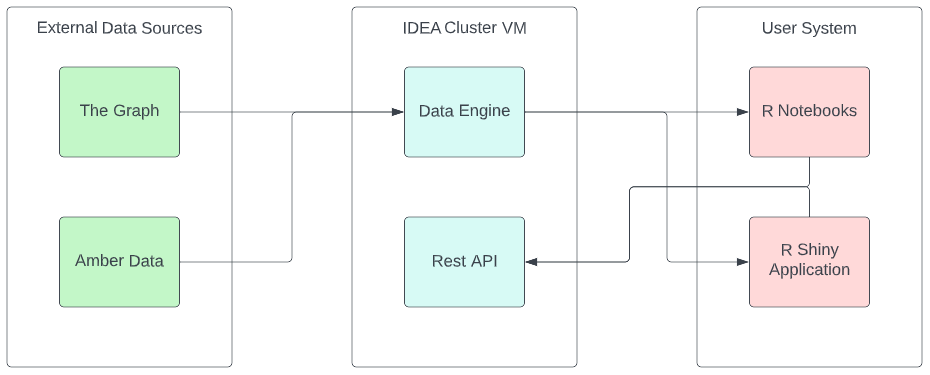 External Data Sources
The Graph
Amber Data
IDEA Cluster VM
Data Engine
Rest API
User System
R Notebooks
R Shiny
Application